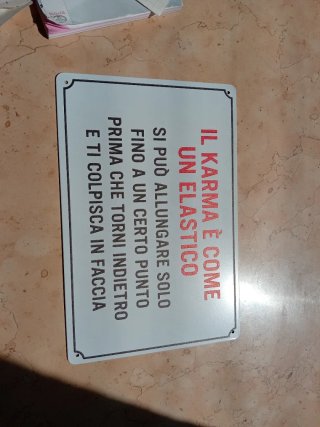 IL KARMA È COME
UN ELASTICO
SI PUÒ ALLUNGARE SOLO
FINO A UN CERTO PUNTO
PRIMA CHE TORNI INDIETRO
E TI COLPISCA IN FACCIA